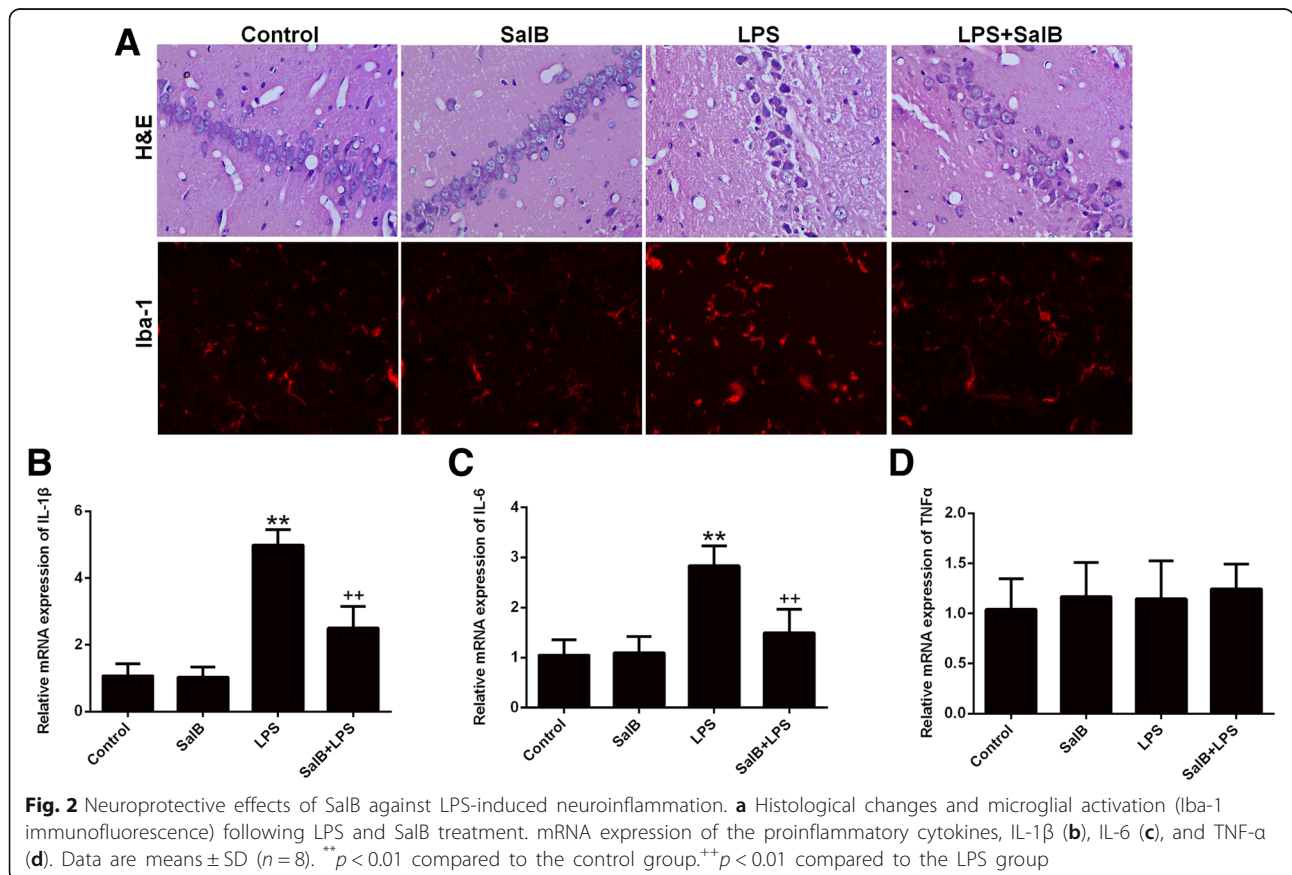 A
Control
SalB
LPS
LPS+SalB
H&E
Iba-1
B
Relative mRNA expression of IL-1β
6
4
2
0
Control
SalB
LPS
SalB+LPS
**
++
C
Relative mRNA expression of IL-6
4
3
2
1
0
Control
SalB
LPS
SalB+LPS
**
++
D
Relative mRNA expression of TNFα
2.0
1.5
1.0
0.5
0.0
Control
SalB
LPS
SalB+LPS
Fig. 2 Neuroprotective effects of SalB against LPS-induced neuroinflammation. a Histological changes and microglial activation (Iba-1
immunofluorescence) following LPS and SalB treatment. mRNA expression of the proinflammatory cytokines, IL-1β (b), IL-6 (c), and TNF-α
(d). Data are means ± SD (n = 8). **p < 0.01 compared to the control group.++p < 0.01 compared to the LPS group